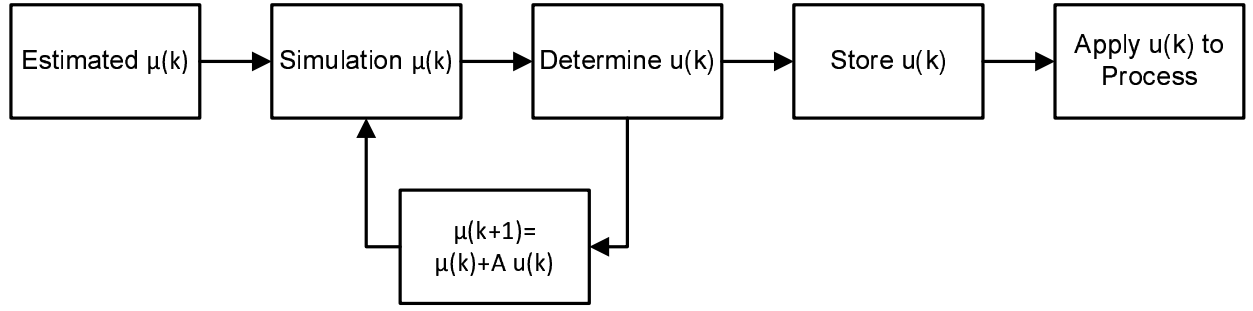 Estimated μ(k)
Simulation μ(k)
Determine u(k)
Store u(k)
Apply u(k) to
Process
μ(k+1)=
μ(k)+A u(k)